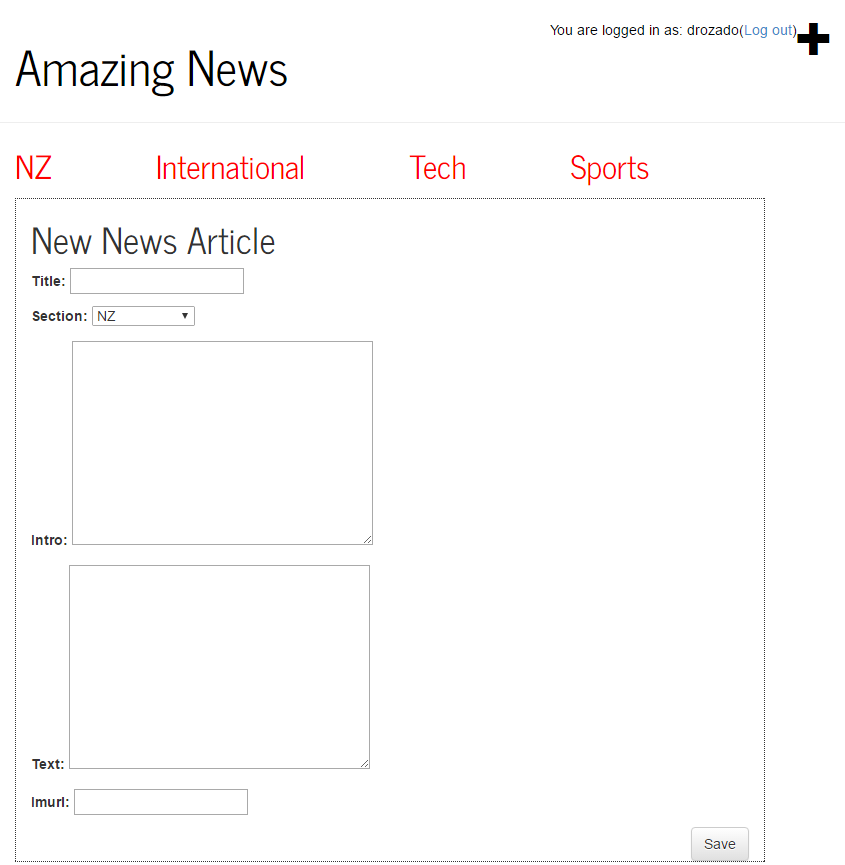 You are logged in as: drozado(Log out)
Amazing News
NZ International Tech Sports
New News Article
Title:
Section: NZ
Intro:
Text:
Imurl:
Save